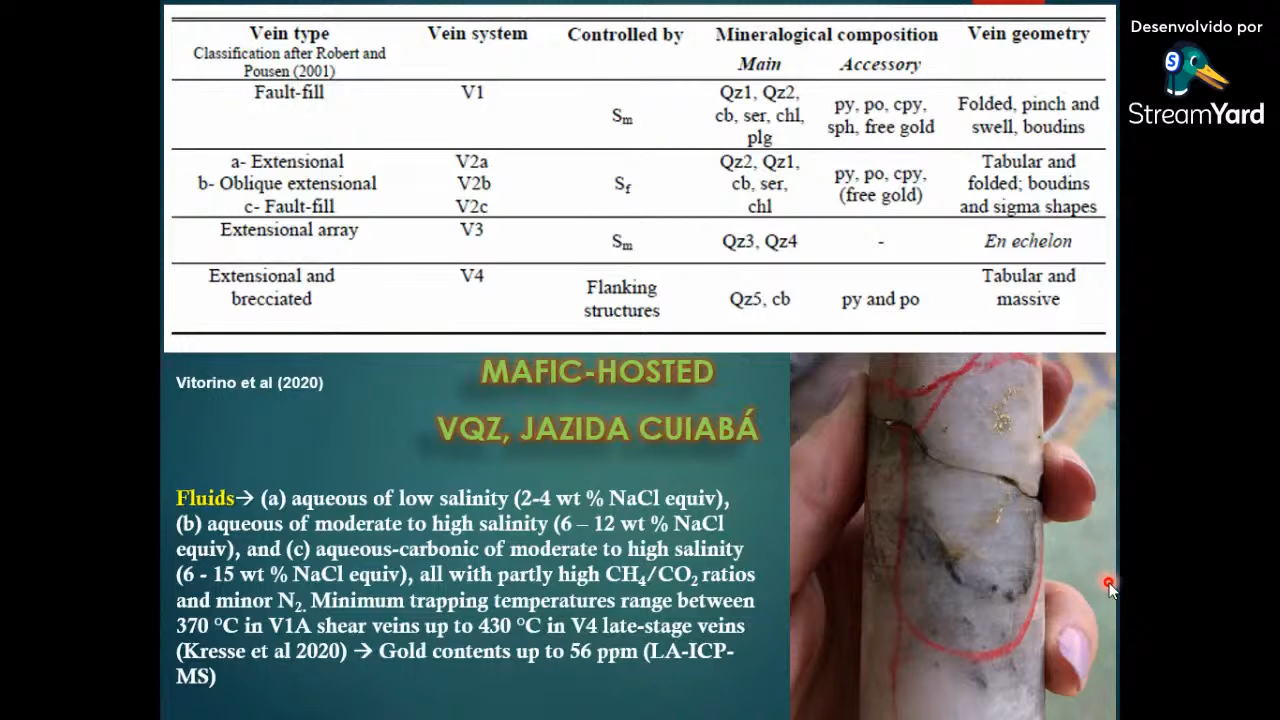 Vein type
Classification after Robert and
Pousen (2001)
Vein system
Controlled by
Mineralogical composition
Main
Accessory
Vein geometry
Fault-fill
V1
Sm
Qz1, Qz2,
cb, ser, chl,
plg
py, po, cpy,
sph, free gold
Folded, pinch and
swell, boudins
a- Extensional
b- Oblique extensional
c- Fault-fill
V2a
V2b
V2c
Sf
Qz2, Qz1,
cb, ser,
chl
py, po, cpy,
(free gold)
Tabular and
folded; boudins
and sigma shapes
Extensional array
V3
Sm
Qz3, Qz4
-
En echelon
Extensional and
brecciated
V4
Flanking
structures
Qz5, cb
py and po
Tabular and
massive
Vitorino et al (2020)
MAFIC-HOSTED
VQZ, JAZIDA CUIABÁ
Fluids→ (a) aqueous of low salinity (2-4 wt % NaCl equiv),
(b) aqueous of moderate to high salinity (6 – 12 wt % NaCl
equiv), and (c) aqueous-carbonic of moderate to high salinity
(6 - 15 wt % NaCl equiv), all with partly high CH4/CO2 ratios
and minor N2. Minimum trapping temperatures range between
370 °C in V1A shear veins up to 430 °C in V4 late-stage veins
(Kresse et al 2020) → Gold contents up to 56 ppm (LA-ICP-
MS)
Desenvolvido por
S
StreamYard